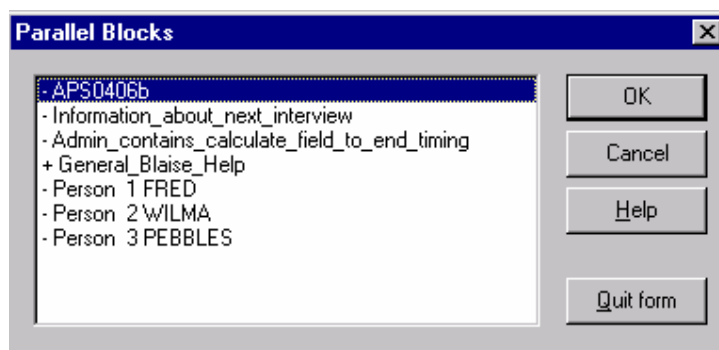 Parallel Blocks
- APS0406b
- Information_about_next_interview
- Admin_contains_calculate_field_to_end_timing
+ General_Blaise_Help
- Person 1 FRED
- Person 2 WILMA
- Person 3 PEBBLES
OK
Cancel
Help
Quit form